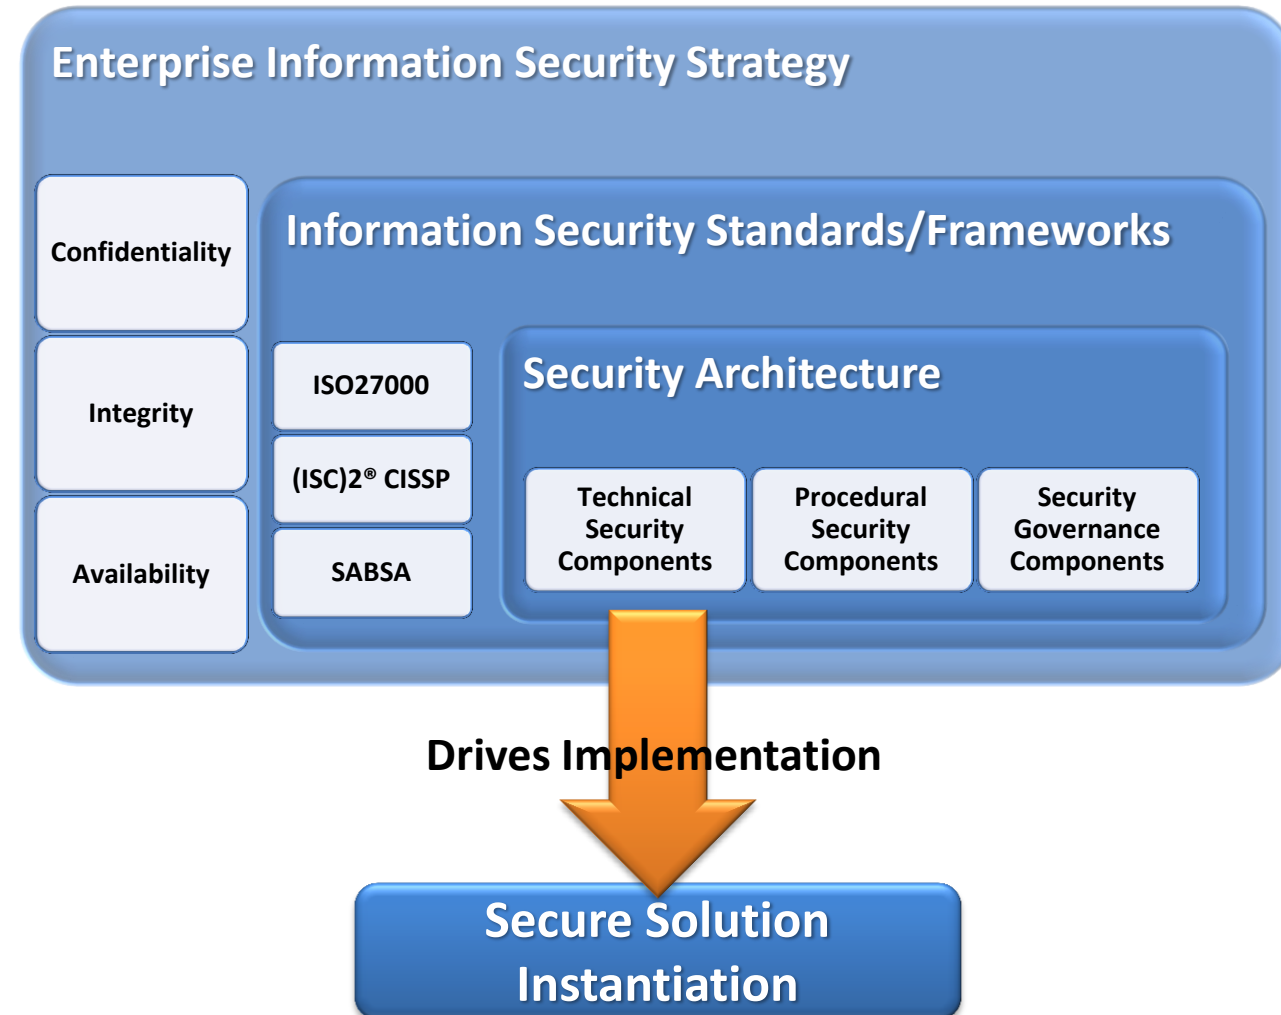 Enterprise Information Security Strategy
Confidentiality
Integrity
Availability
Information Security Standards/Frameworks
ISO27000
(ISC)2® CISSP
SABSA
Security Architecture
Technical
Security
Components
Procedural
Security
Components
Security
Governance
Components
Drives Implementation
Secure Solution
Instantiation